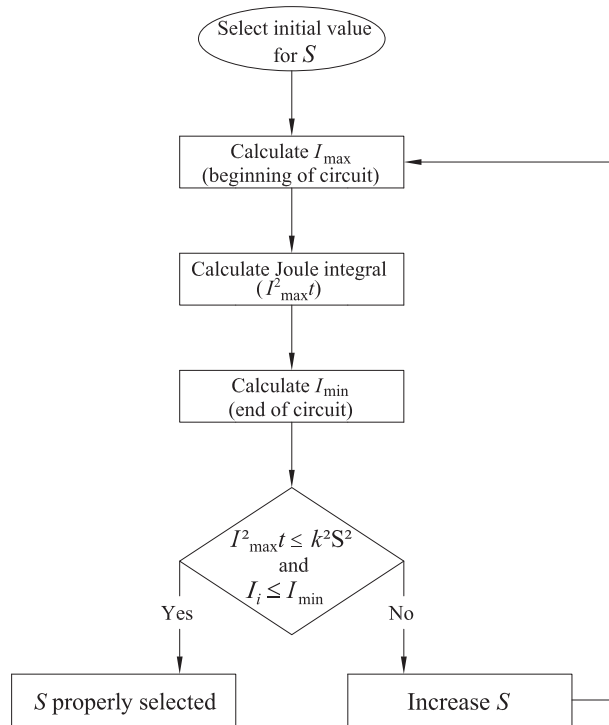 Select initial value
for S
Calculate I_max
(beginning of circuit)
Calculate Joule integral
(I²_max t)
Calculate I_min
(end of circuit)
I²_max t ≤ k²S²
and
I_i ≤ I_min
Yes
No
S properly selected
Increase S